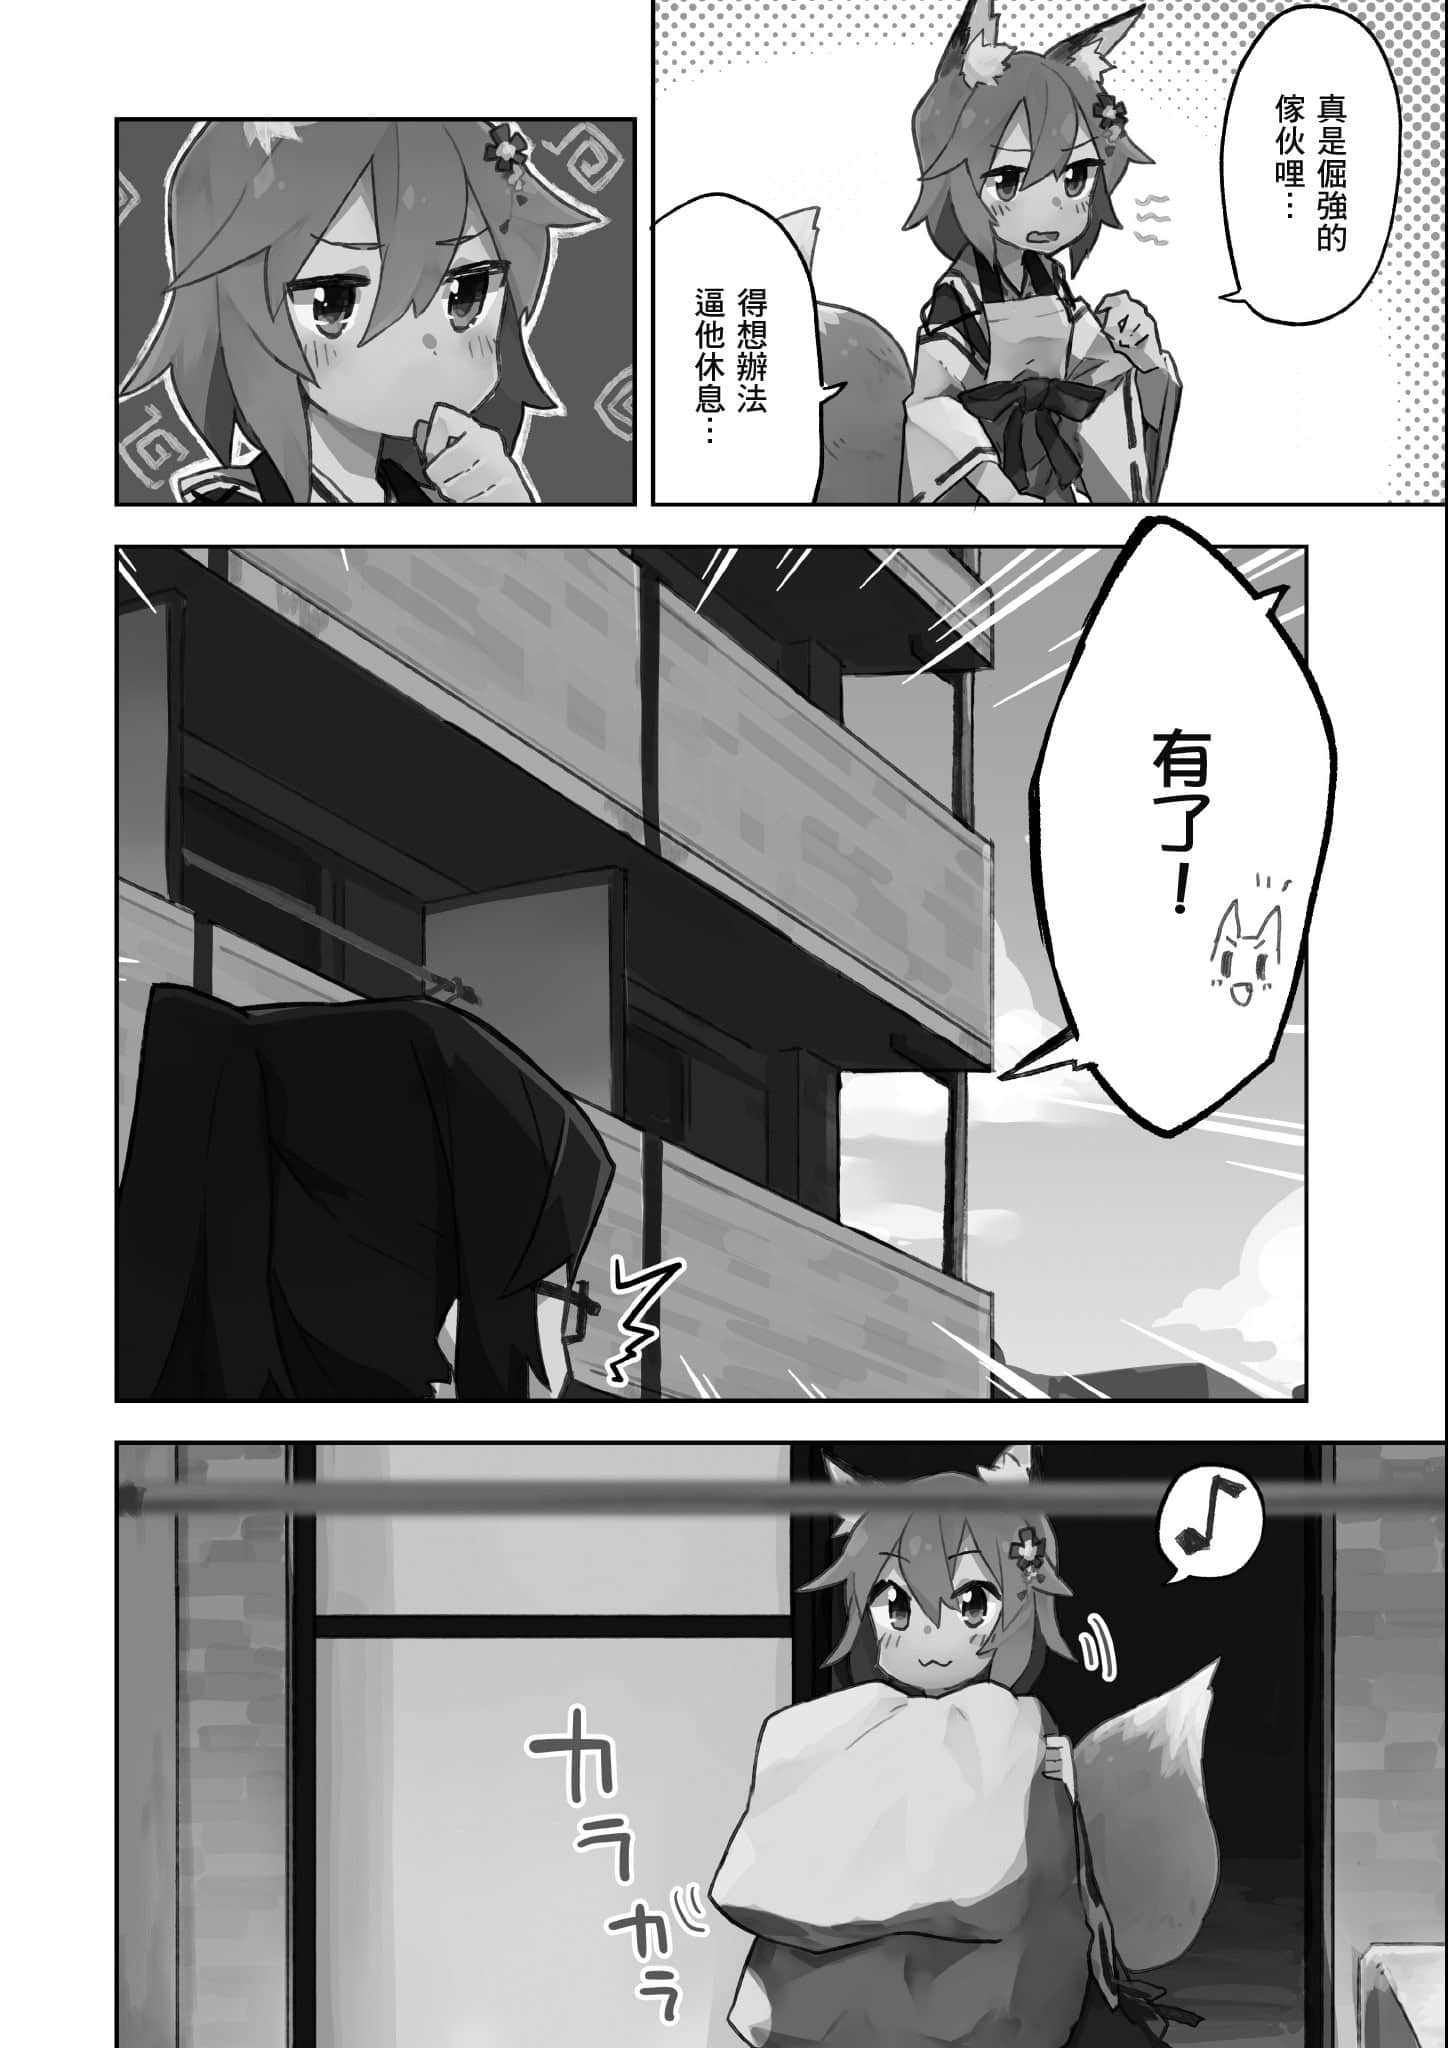 真是倔強的
傢伙哩…
得想辦法
逼他休息…
有了！
カラガラ